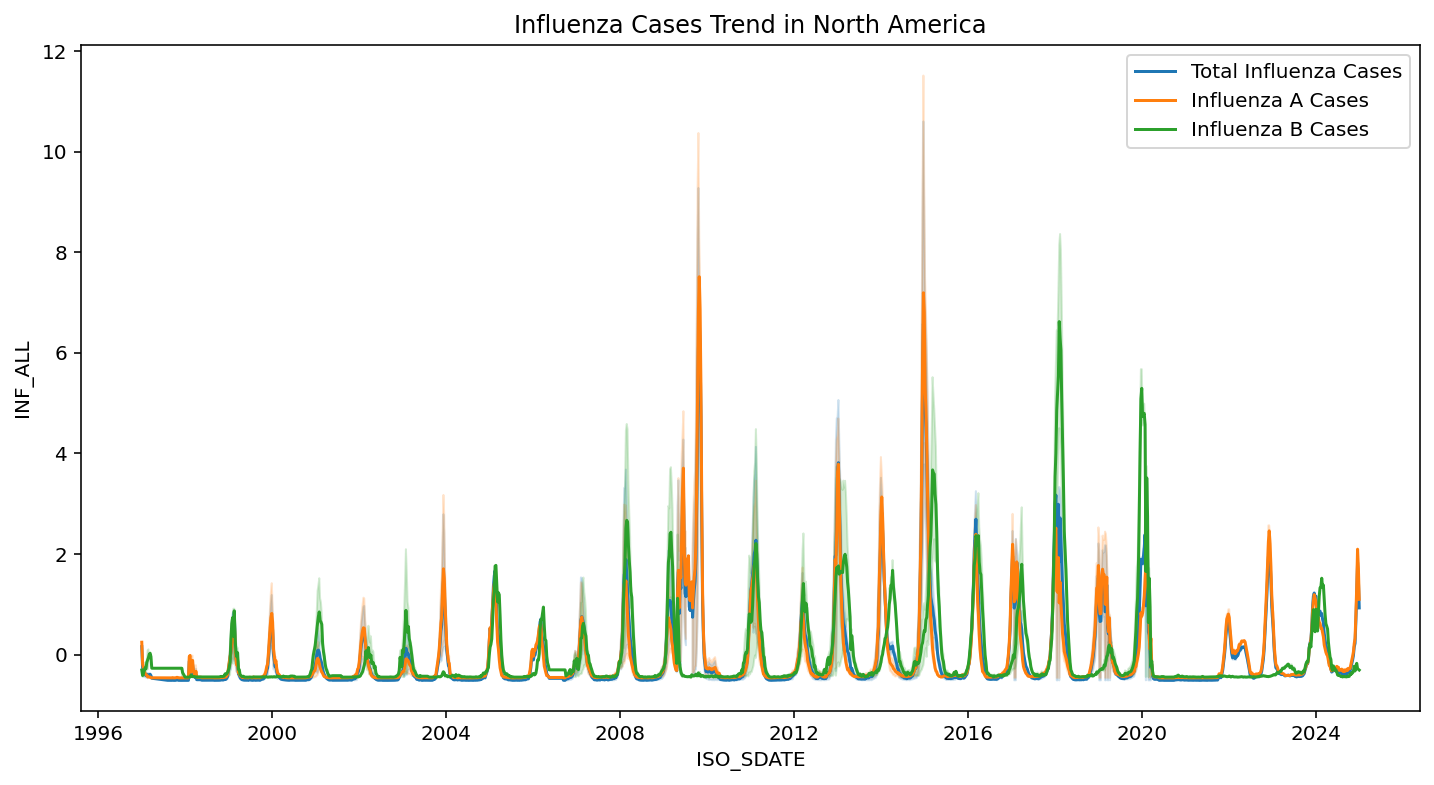 Influenza Cases Trend in North America
Total Influenza Cases
Influenza A Cases
Influenza B Cases
INF_ALL
12
10
8
6
4
2
0
1996 2000 2004 2008 2012 2016 2020 2024
ISO_SDATE